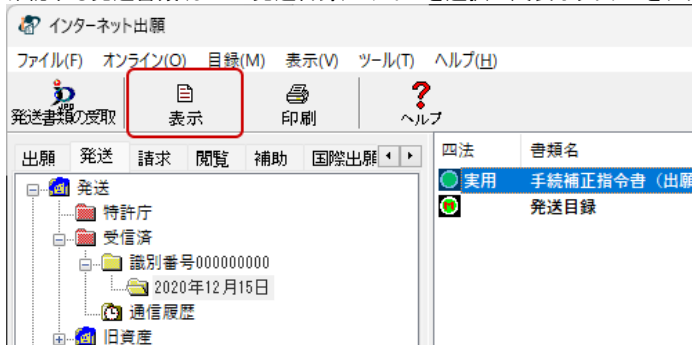 インターネット出願
ファイル(F) オンライン(O) 目録(M) 表示(V) ツール(T) ヘルプ(H)
発送書類の受取 表示 印刷 ヘルプ
出願 発送 請求 閲覧 補助 国際出願
四法 書類名
発送
実用 手続補正指令書（出願
特許庁
発送目録
受信済
識別番号000000000
2020年12月15日
通信履歴
旧資産